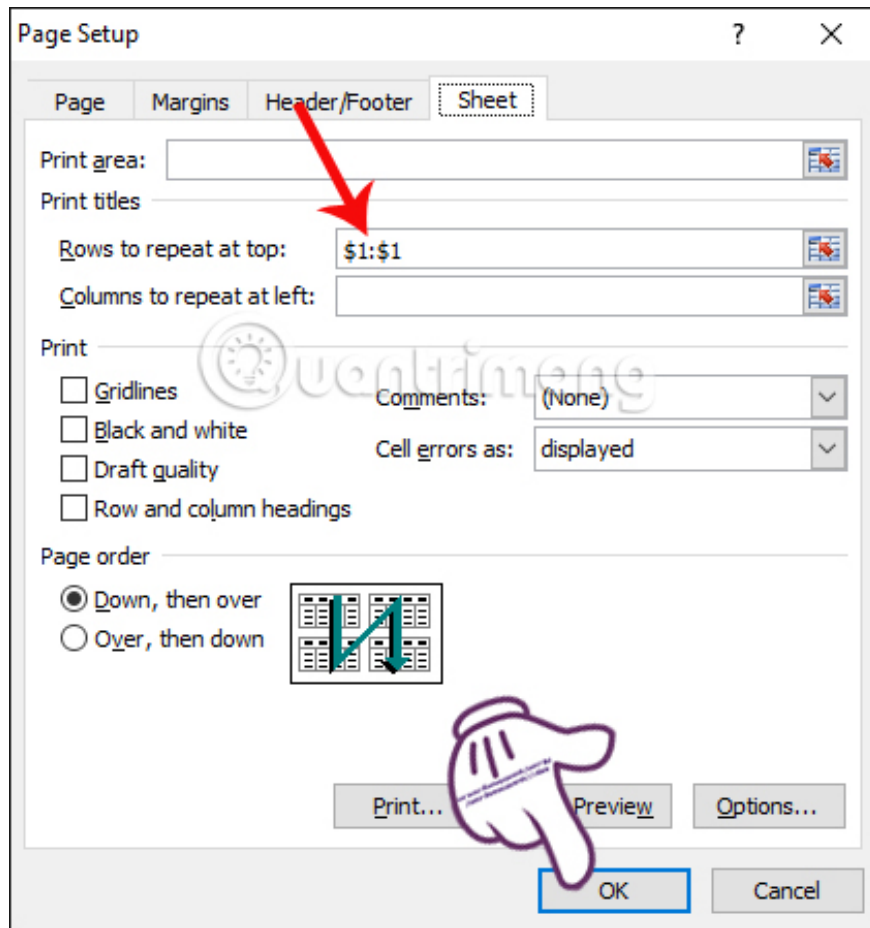 Page Setup ? ×
Page Margins Header/Footer Sheet
Print area:
Print titles
Rows to repeat at top: $1:$1
Columns to repeat at left:
Quantrimang
Print
Gridlines
Comments: (None)
Black and white
Cell errors as: displayed
Draft quality
Row and column headings
Page order
Down, then over
Over, then down
Print... Preview Options...
OK Cancel